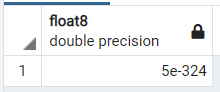 float8
double precision
1 5e-324